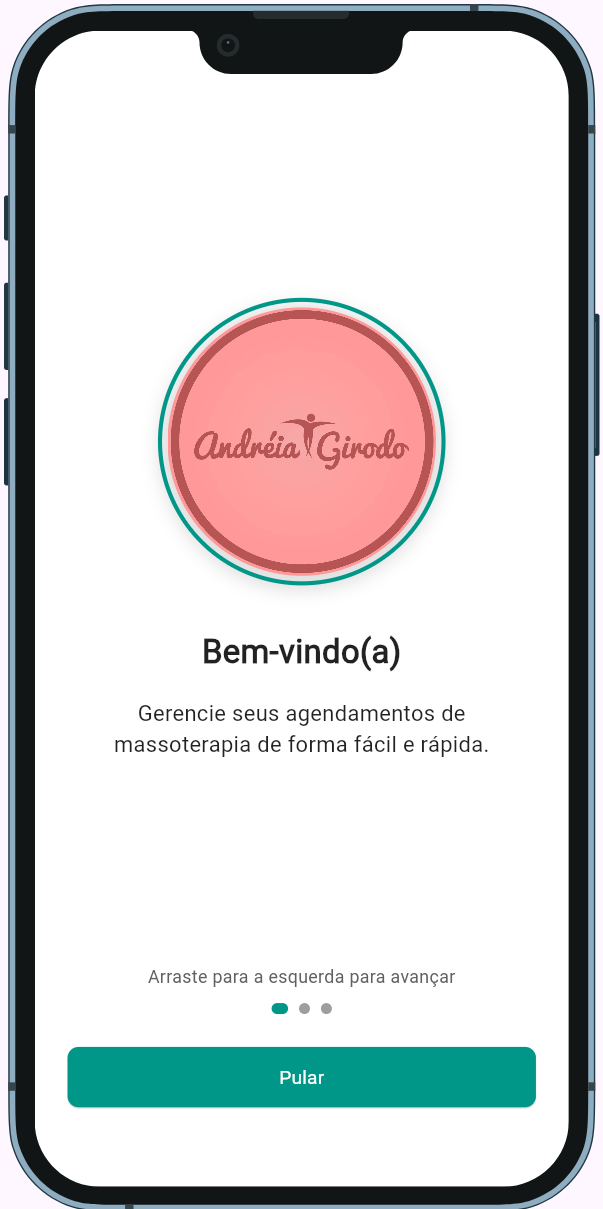 Andréia Girodo
Bem-vindo(a)
Gerencie seus agendamentos de
massoterapia de forma fácil e rápida.
Arraste para a esquerda para avançar
Pular